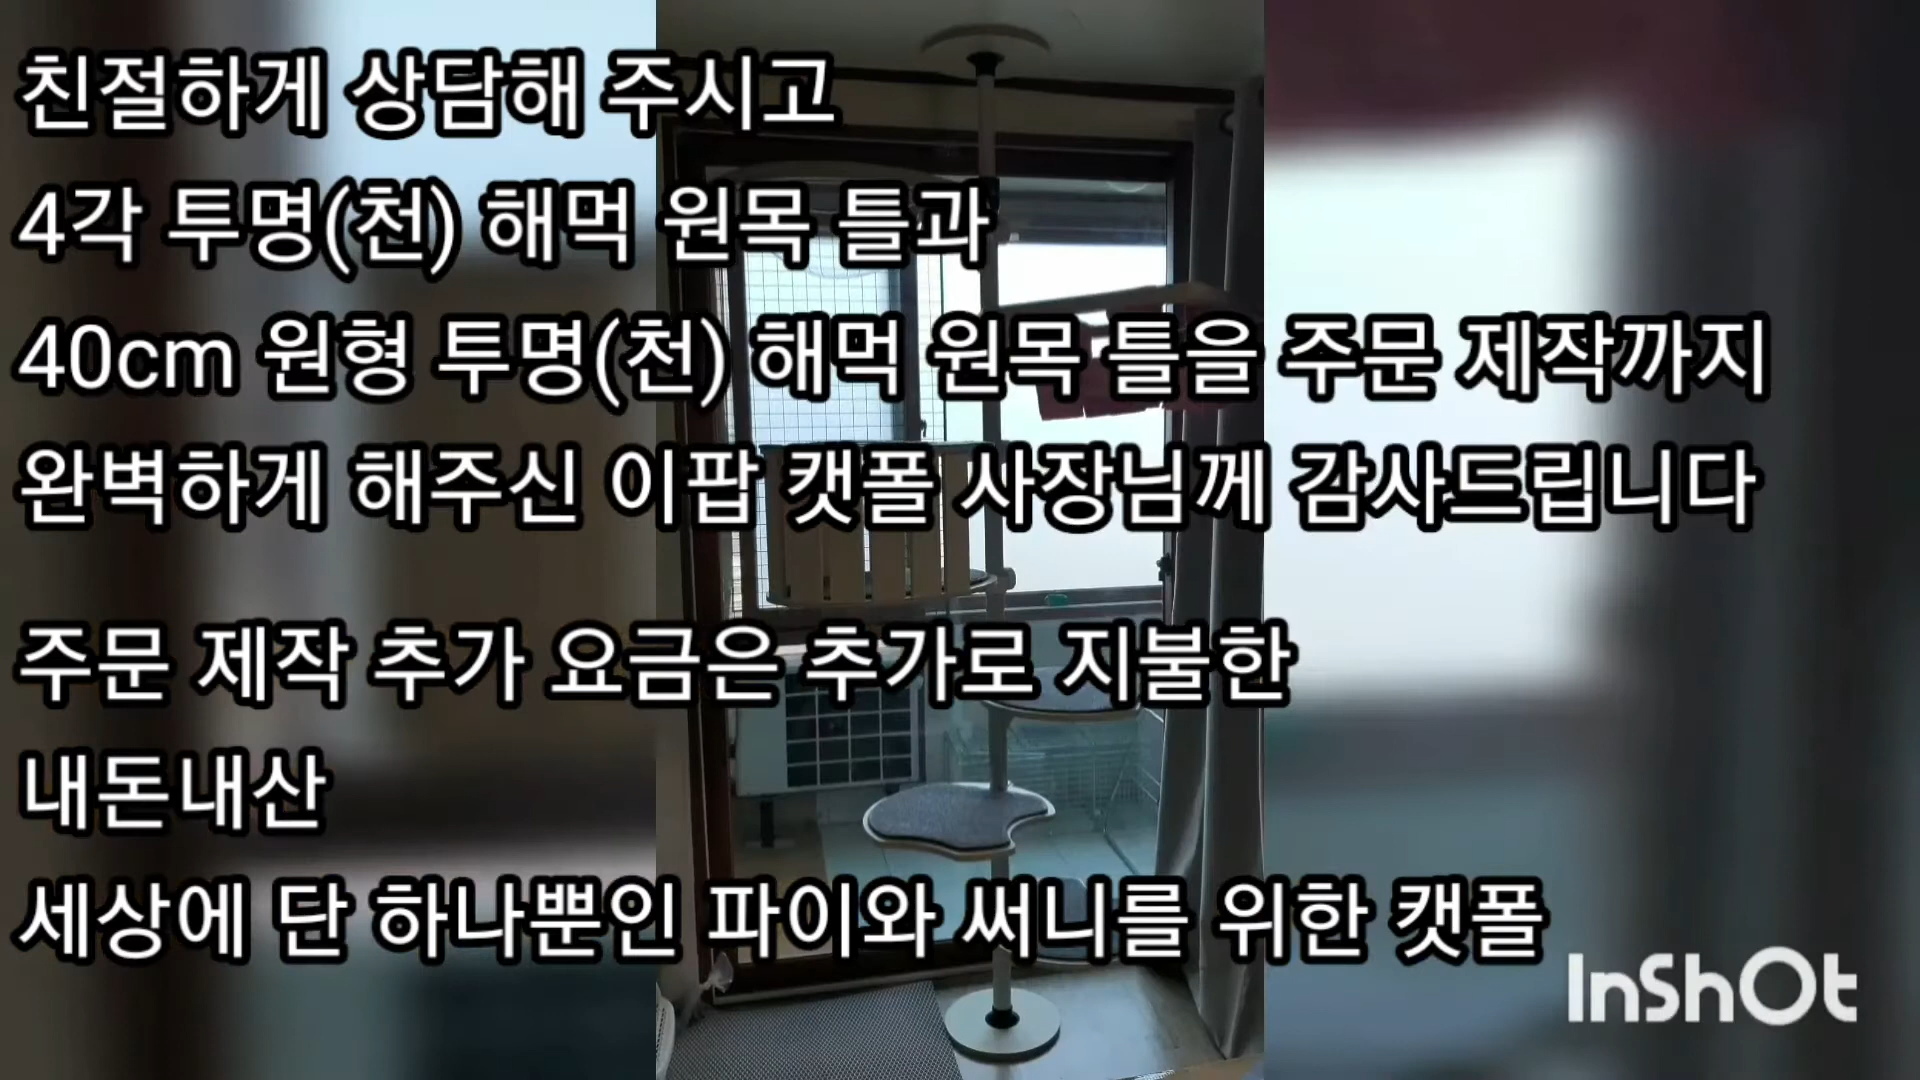 친절하게 상담해 주시고
4각 투명(천) 해먹 원목 틀과
40cm 원형 투명(천) 해먹 원목 틀을 주문 제작까지
완벽하게 해주신 이팝 캣폴 사장님께 감사드립니다
주문 제작 추가 요금은 추가로 지불한
내돈내산
세상에 단 하나뿐인 파이와 써니를 위한 캣폴
InShOt